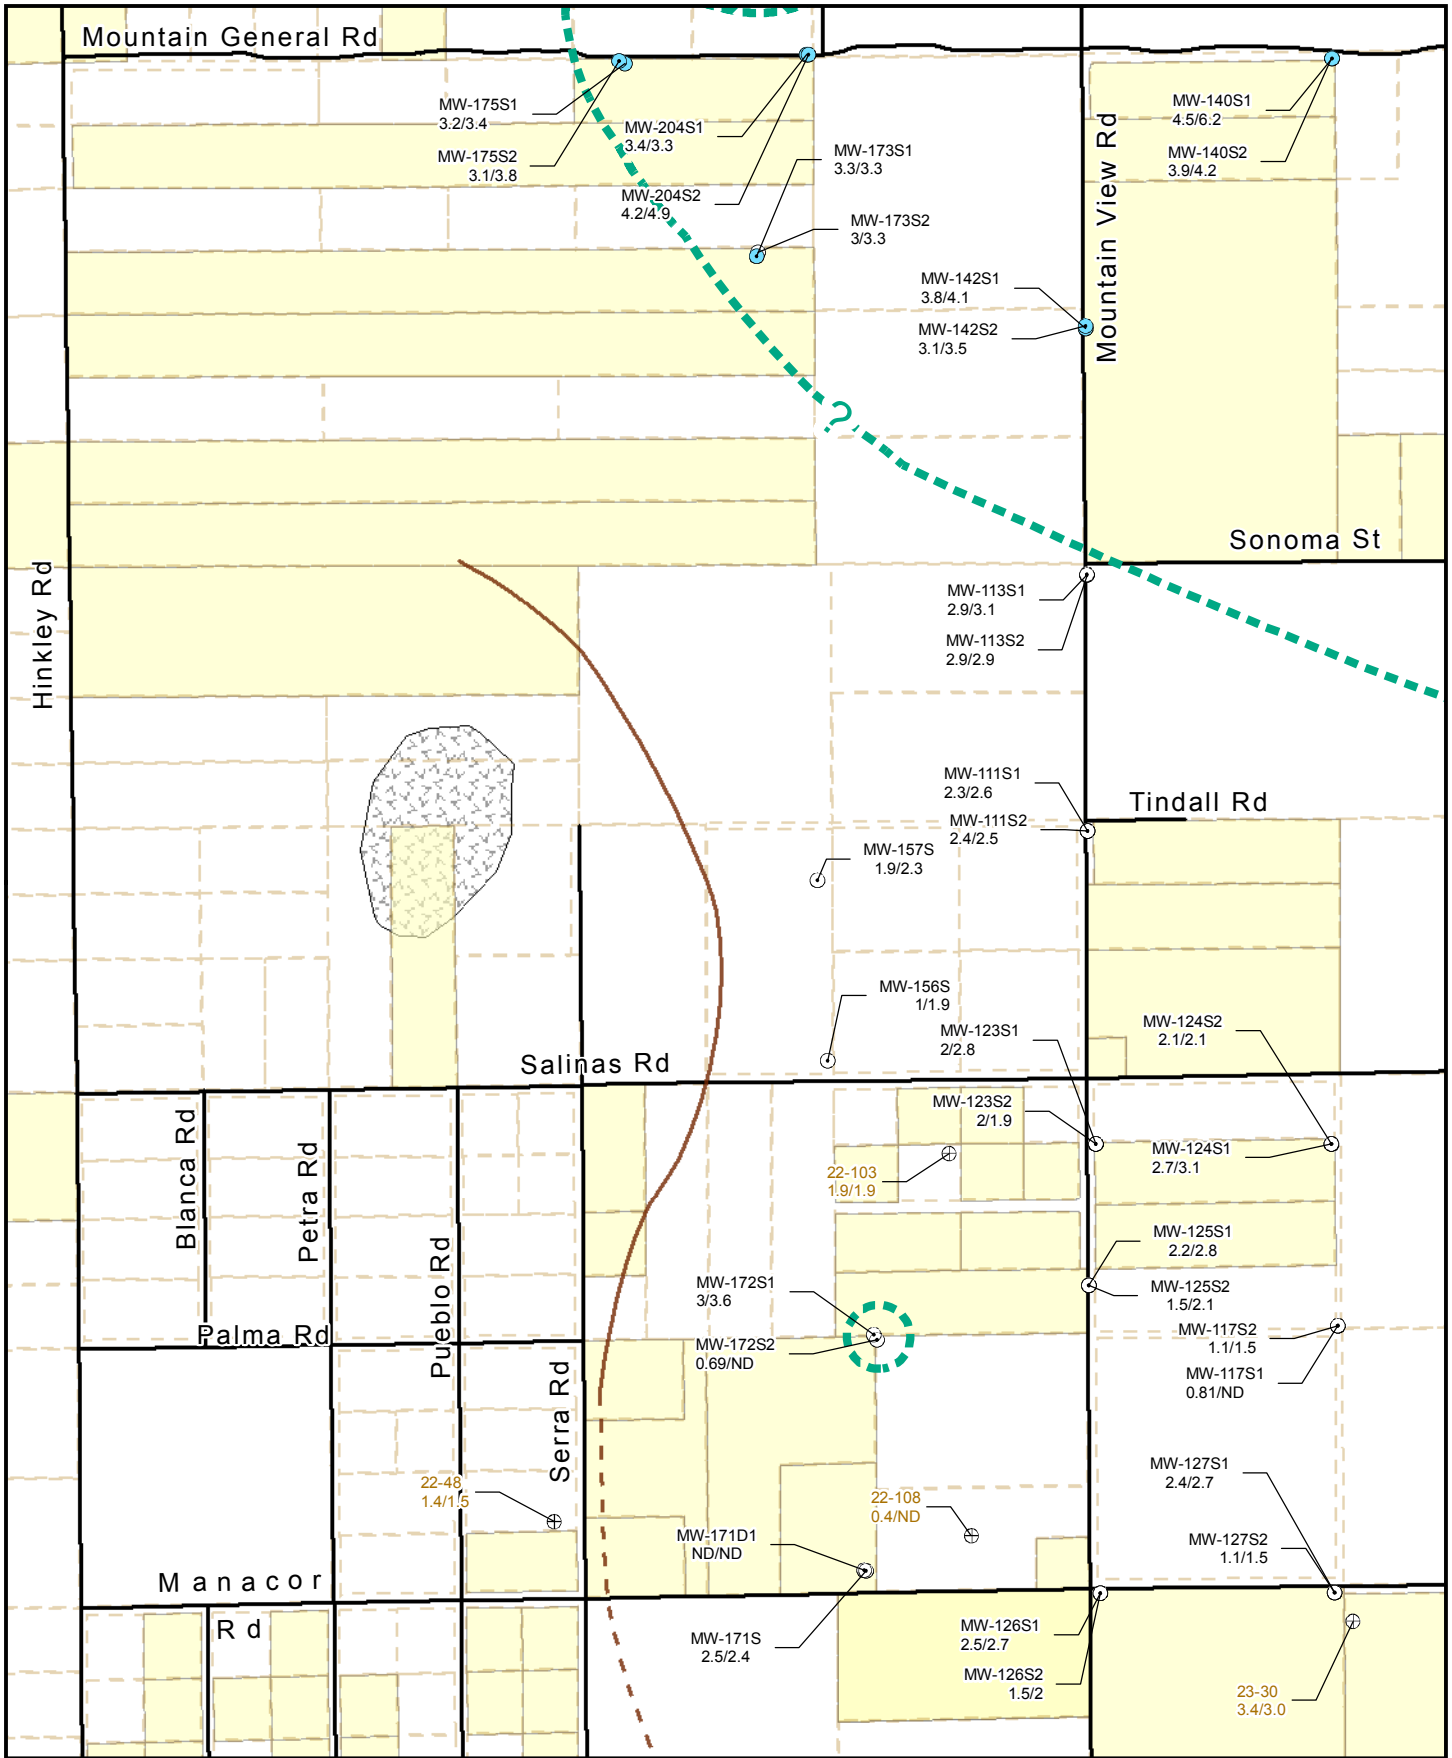 Mountain General Rd
MW-175S1
3.2/3.4
MW-175S2
3.1/3.8
MW-204S1
3.4/3.3
MW-204S2
4.2/4.9
MW-173S1
3.3/3.3
MW-173S2
3/3.3
MW-140S1
4.5/6.2
MW-140S2
3.9/4.2
Mountain View Rd
MW-142S1
3.8/4.1
MW-142S2
3.1/3.5
?
Sonoma St
Hinkley Rd
MW-113S1
2.9/3.1
MW-113S2
2.9/2.9
MW-111S1
2.3/2.6
MW-111S2
2.4/2.5
Tindall Rd
MW-157S
1.9/2.3
MW-156S
1/1.9
MW-123S1
2/2.8
MW-124S2
2.1/2.1
Salinas Rd
MW-123S2
2/1.9
MW-124S1
2.7/3.1
22-103
1.9/1.9
Blanca Rd
Petra Rd
Pueblo Rd
MW-125S1
2.2/2.8
MW-125S2
1.5/2.1
MW-172S1
3/3.6
MW-172S2
0.69/ND
MW-117S2
1.1/1.5
MW-117S1
0.81/ND
Palma Rd
Serra Rd
22-48
1.4/1.5
22-108
0.4/ND
MW-127S1
2.4/2.7
MW-127S2
1.1/1.5
MW-171D1
ND/ND
Manacor
Rd
MW-171S
2.5/2.4
MW-126S1
2.5/2.7
MW-126S2
1.5/2
23-30
3.4/3.0